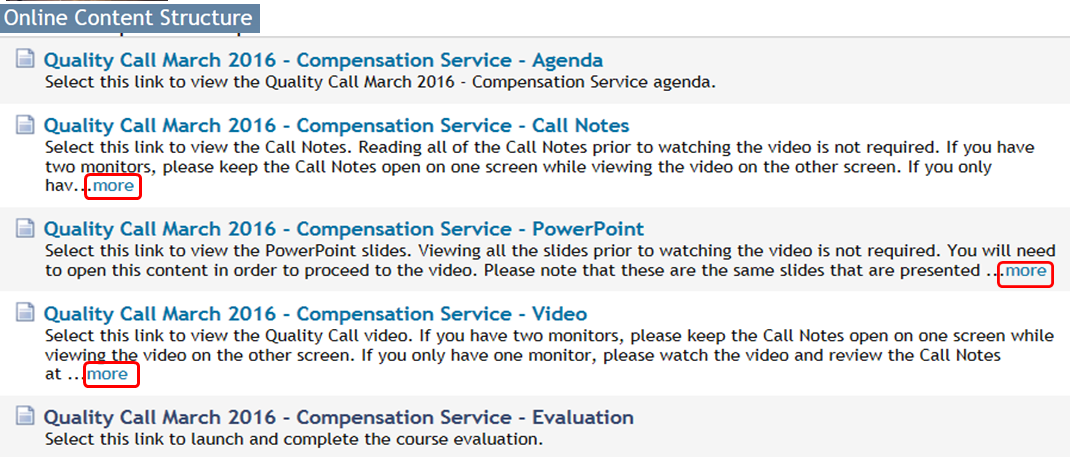 Online Content Structure
Quality Call March 2016 - Compensation Service - Agenda
Select this link to view the Quality Call March 2016 - Compensation Service agenda.
Quality Call March 2016 - Compensation Service - Call Notes
Select this link to view the Call Notes. Reading all of the Call Notes prior to watching the video is not required. If you have
two monitors, please keep the Call Notes open on one screen while viewing the video on the other screen. If you only
hav...more
Quality Call March 2016 - Compensation Service - PowerPoint
Select this link to view the PowerPoint slides. Viewing all the slides prior to watching the video is not required. You will need
to open this content in order to proceed to the video. Please note that these are the same slides that are presented ...more
Quality Call March 2016 - Compensation Service - Video
Select this link to view the Quality Call video. If you have two monitors, please keep the Call Notes open on one screen while
viewing the video on the other screen. If you only have one monitor, please watch the video and review the Call Notes
at ...more
Quality Call March 2016 - Compensation Service - Evaluation
Select this link to launch and complete the course evaluation.